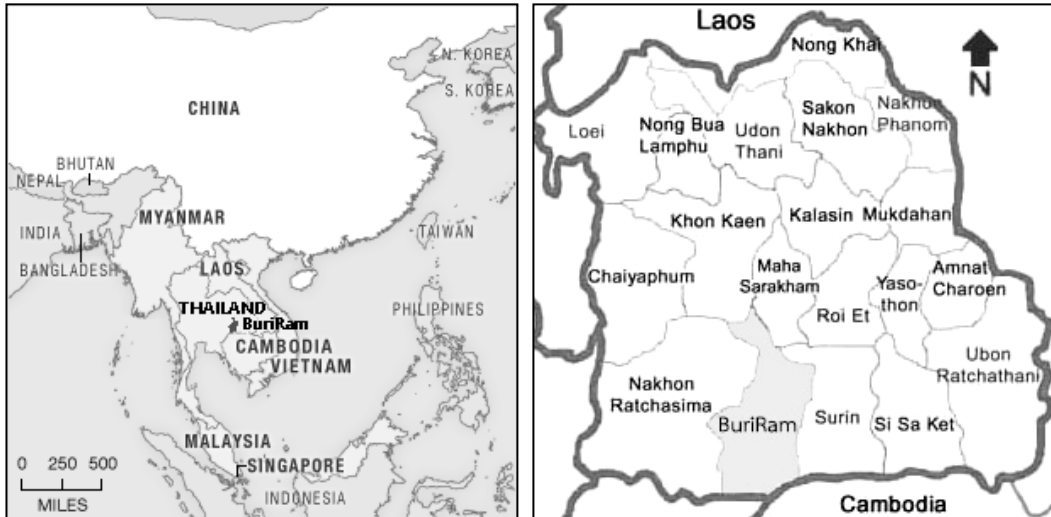 N. KOREA
S. KOREA
CHINA
BHUTAN
NEPAL
MYANMAR
INDIA
TAIWAN
BANGLADESH
LAOS
THAILAND
BuriRam
PHILIPPINES
CAMBODIA
VIETNAM
MALAYSIA
0 250 500
SINGAPORE
MILES
INDONESIA
Laos
Nong Khai
N
Loei
Nong Bua
Lamphu
Udon
Thani
Sakon
Nakhon
Nakhon
Phanom
Khon Kaen
Kalasin
Mukdahan
Chaiyaphum
Maha
Sarakham
Roi Et
Yaso-
thon
Amnat
Charoen
Nakhon
Ratchasima
BuriRam
Surin
Si Sa Ket
Ubon
Ratchathani
Cambodia